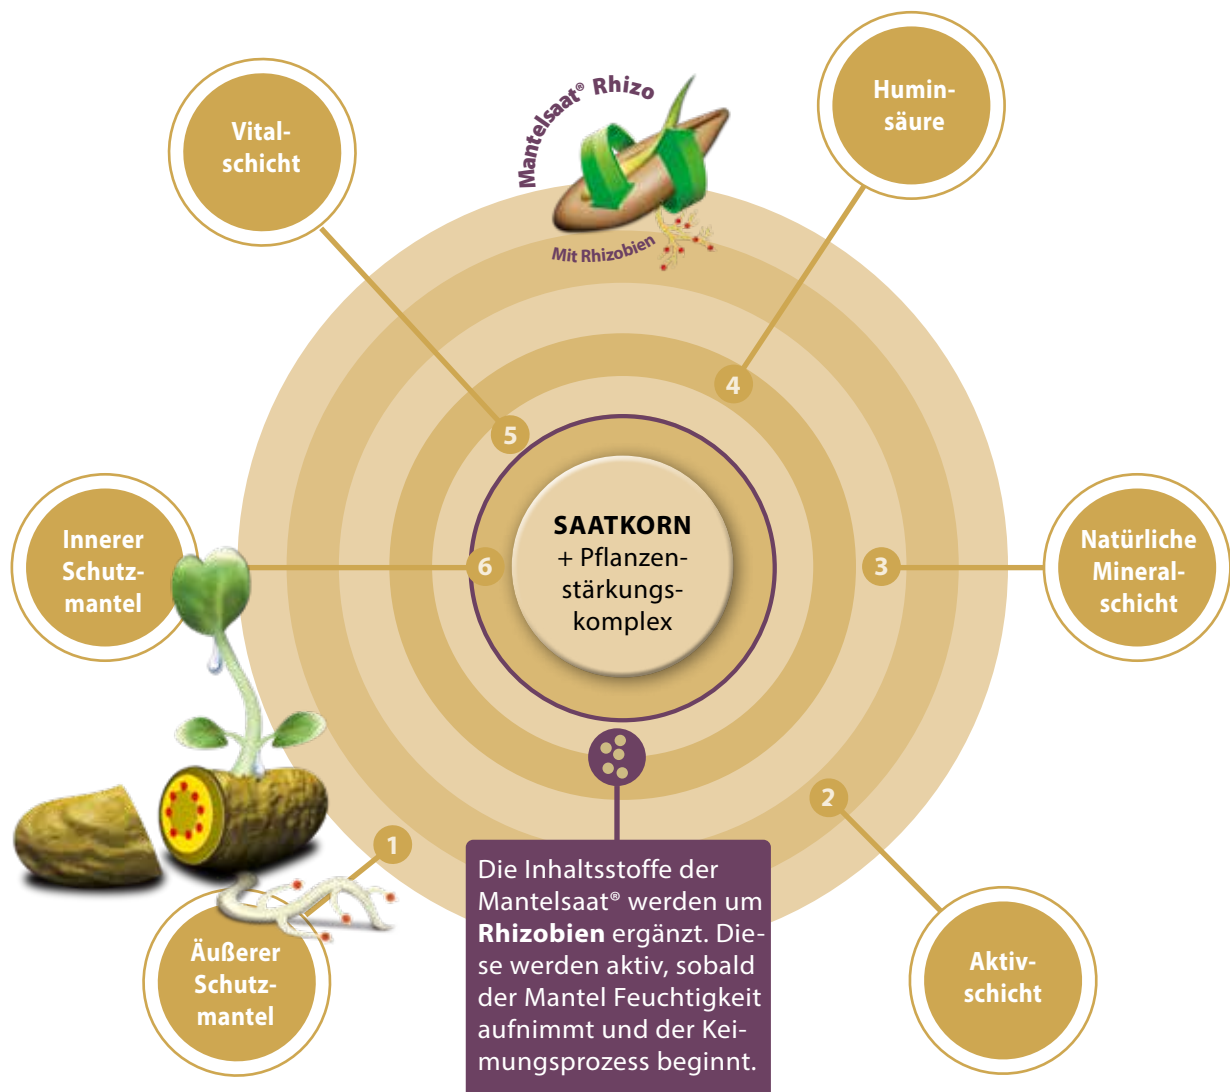 Mantelsaat® Rhizo
Mit Rhizobien
Vital-
schicht
Humin-
säure
5
4
Innerer
Schutz-
mantel
6
SAATKORN
+ Pflanzen-
stärkungs-
komplex
3
Natürliche
Mineral-
schicht
1
2
Äußerer
Schutz-
mantel
Die Inhaltsstoffe der
Mantelsaat® werden um
Rhizobien ergänzt. Die-
se werden aktiv, sobald
der Mantel Feuchtigkeit
aufnimmt und der Kei-
mungsprozess beginnt.
Aktiv-
schicht